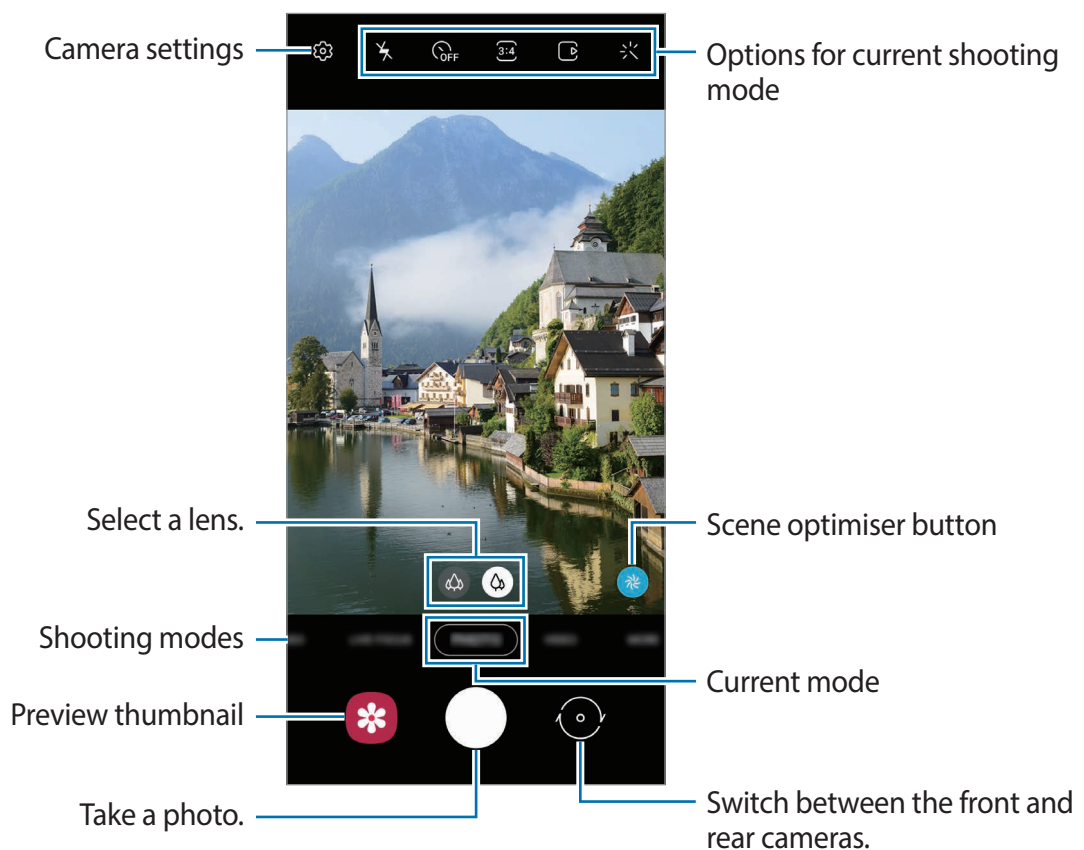 Camera settings
OFF
3:4
Options for current shooting
mode
Select a lens.
Scene optimiser button
Shooting modes
PHOTO
Current mode
Preview thumbnail
Take a photo.
Switch between the front and
rear cameras.